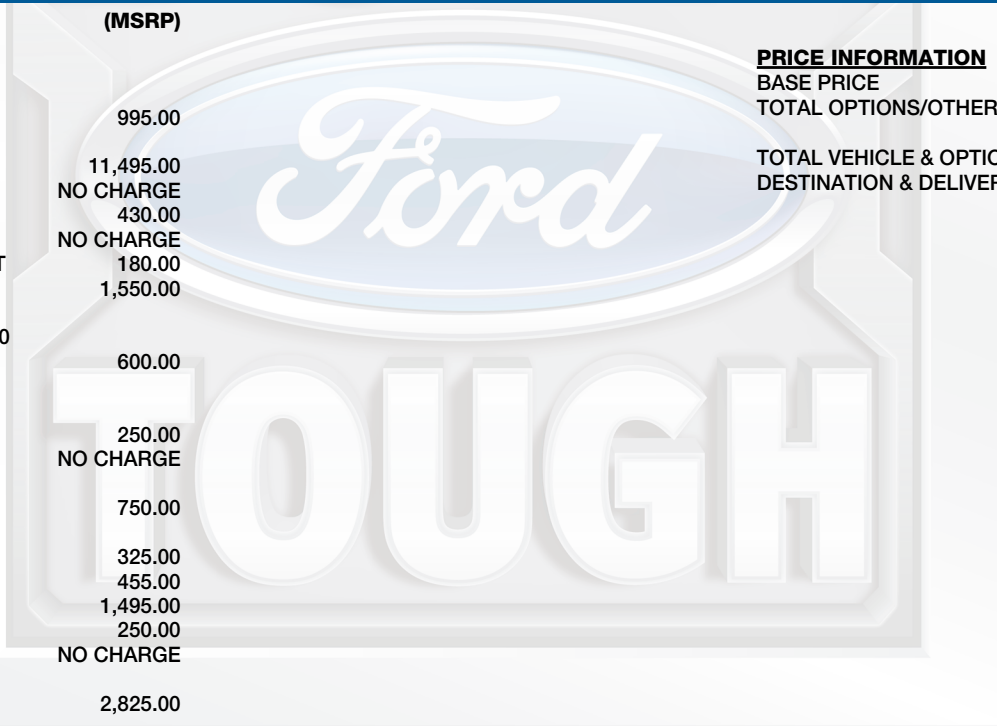 (MSRP)
995.00
11,495.00
NO CHARGE
430.00
NO CHARGE
T 180.00
1,550.00
0
600.00
250.00
NO CHARGE
750.00
325.00
455.00
1,495.00
250.00
NO CHARGE
2,825.00
PRICE INFORMATION
BASE PRICE
TOTAL OPTIONS/OTHER
TOTAL VEHICLE & OPTIO
DESTINATION & DELIVER
Ford
TOUGH